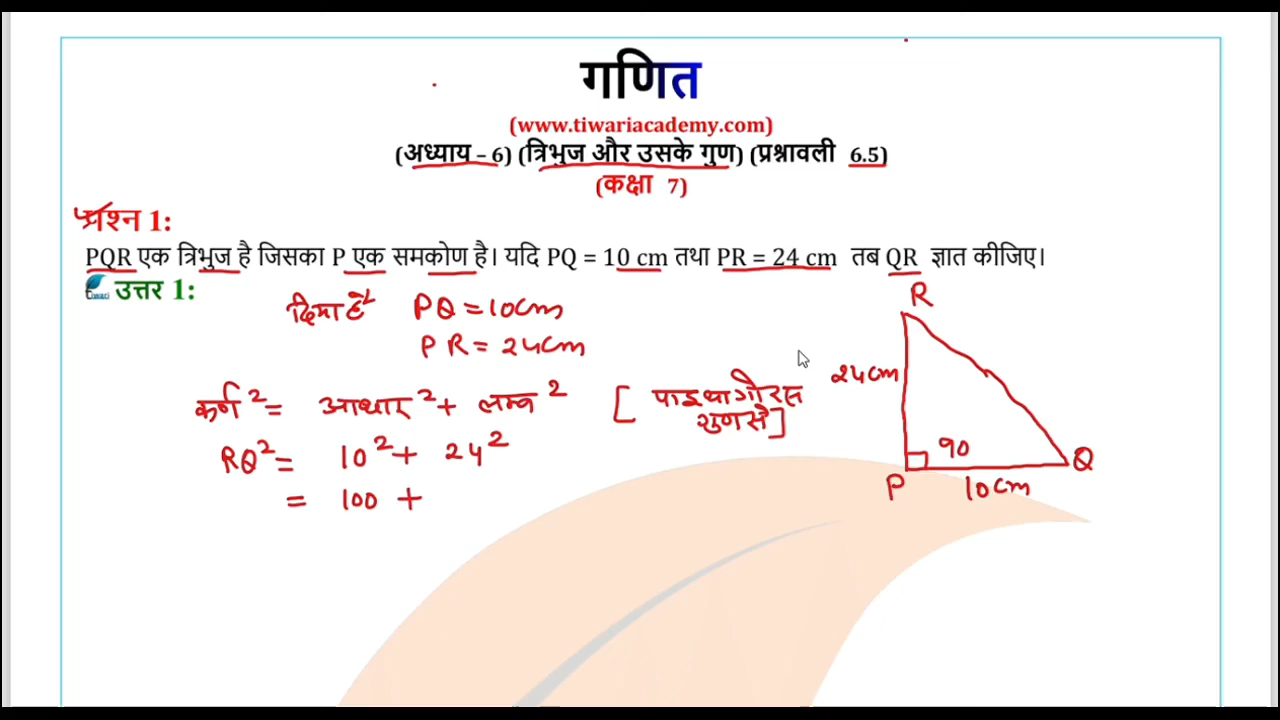 गणित
(www.tiwariacademy.com)
(अध्याय – 6) (त्रिभुज और उसके गुण) (प्रश्नावली 6.5)
(कक्षा 7)
प्रश्न 1:
PQR एक त्रिभुज है जिसका P एक समकोण है। यदि PQ = 10 cm तथा PR = 24 cm तब QR ज्ञात कीजिए।
Tiwari उत्तर 1:
दिया है PQ = 10cm
PR = 24cm
कर्ण² = आधार² + लम्ब² [ पाइथागोरस
गुण से ]
RQ² = 10² + 24²
= 100 +
R
24cm
90
P
Q
10cm